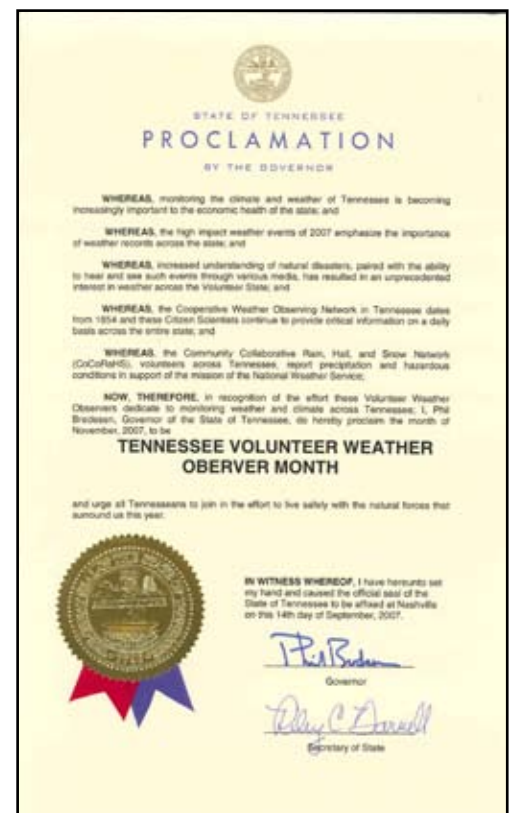 STATE OF TENNESSEE
PROCLAMATION
BY THE GOVERNOR
WHEREAS, monitoring the climate and weather of Tennessee is becoming
increasingly important to the economic health of the state; and
WHEREAS, the high impact weather events of 2007 emphasize the importance
of weather records across the state; and
WHEREAS, increased understanding of natural disasters, paired with the ability
to hear and see such events through various media, has resulted in an unprecedented
interest in weather across the Volunteer State; and
WHEREAS, the Cooperative Weather Observing Network in Tennessee dates
from 1854 and these Citizen Scientists continue to provide critical information on a daily
basis across the entire state; and
WHEREAS, the Community Collaborative Rain, Hail, and Snow Network
(CoCoRaHS), volunteers across Tennessee, report precipitation and hazardous
conditions in support of the mission of the National Weather Service;
NOW, THEREFORE, in recognition of the effort these Volunteer Weather
Observers dedicate to monitoring weather and climate across Tennessee; I, Phil
Bredesen, Governor of the State of Tennessee, do hereby proclaim the month of
November, 2007, to be
TENNESSEE VOLUNTEER WEATHER
OBERVER MONTH
and urge all Tennesseans to join in the effort to live safely with the natural forces that
surround us this year.
IN WITNESS WHEREOF, I have hereunto set
my hand and caused the official seal of the
State of Tennessee to be affixed at Nashville
on this 14th day of September, 2007.
Phil Bredesen
Governor
Riley C Darnell
Secretary of State